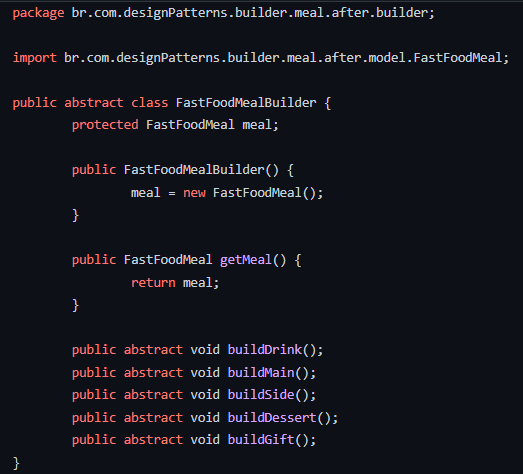 package br.com.designPatterns.builder.meal.after.builder;
import br.com.designPatterns.builder.meal.after.model.FastFoodMeal;
public abstract class FastFoodMealBuilder {
protected FastFoodMeal meal;
public FastFoodMealBuilder() {
meal = new FastFoodMeal();
}
public FastFoodMeal getMeal() {
return meal;
}
public abstract void buildDrink();
public abstract void buildMain();
public abstract void buildSide();
public abstract void buildDessert();
public abstract void buildGift();
}